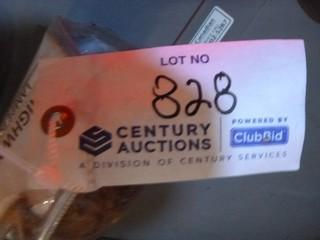 LOT NO
828
CENTURY AUCTIONS
POWERED BY
ClubBid
A DIVISION OF CENTURY SERVICES